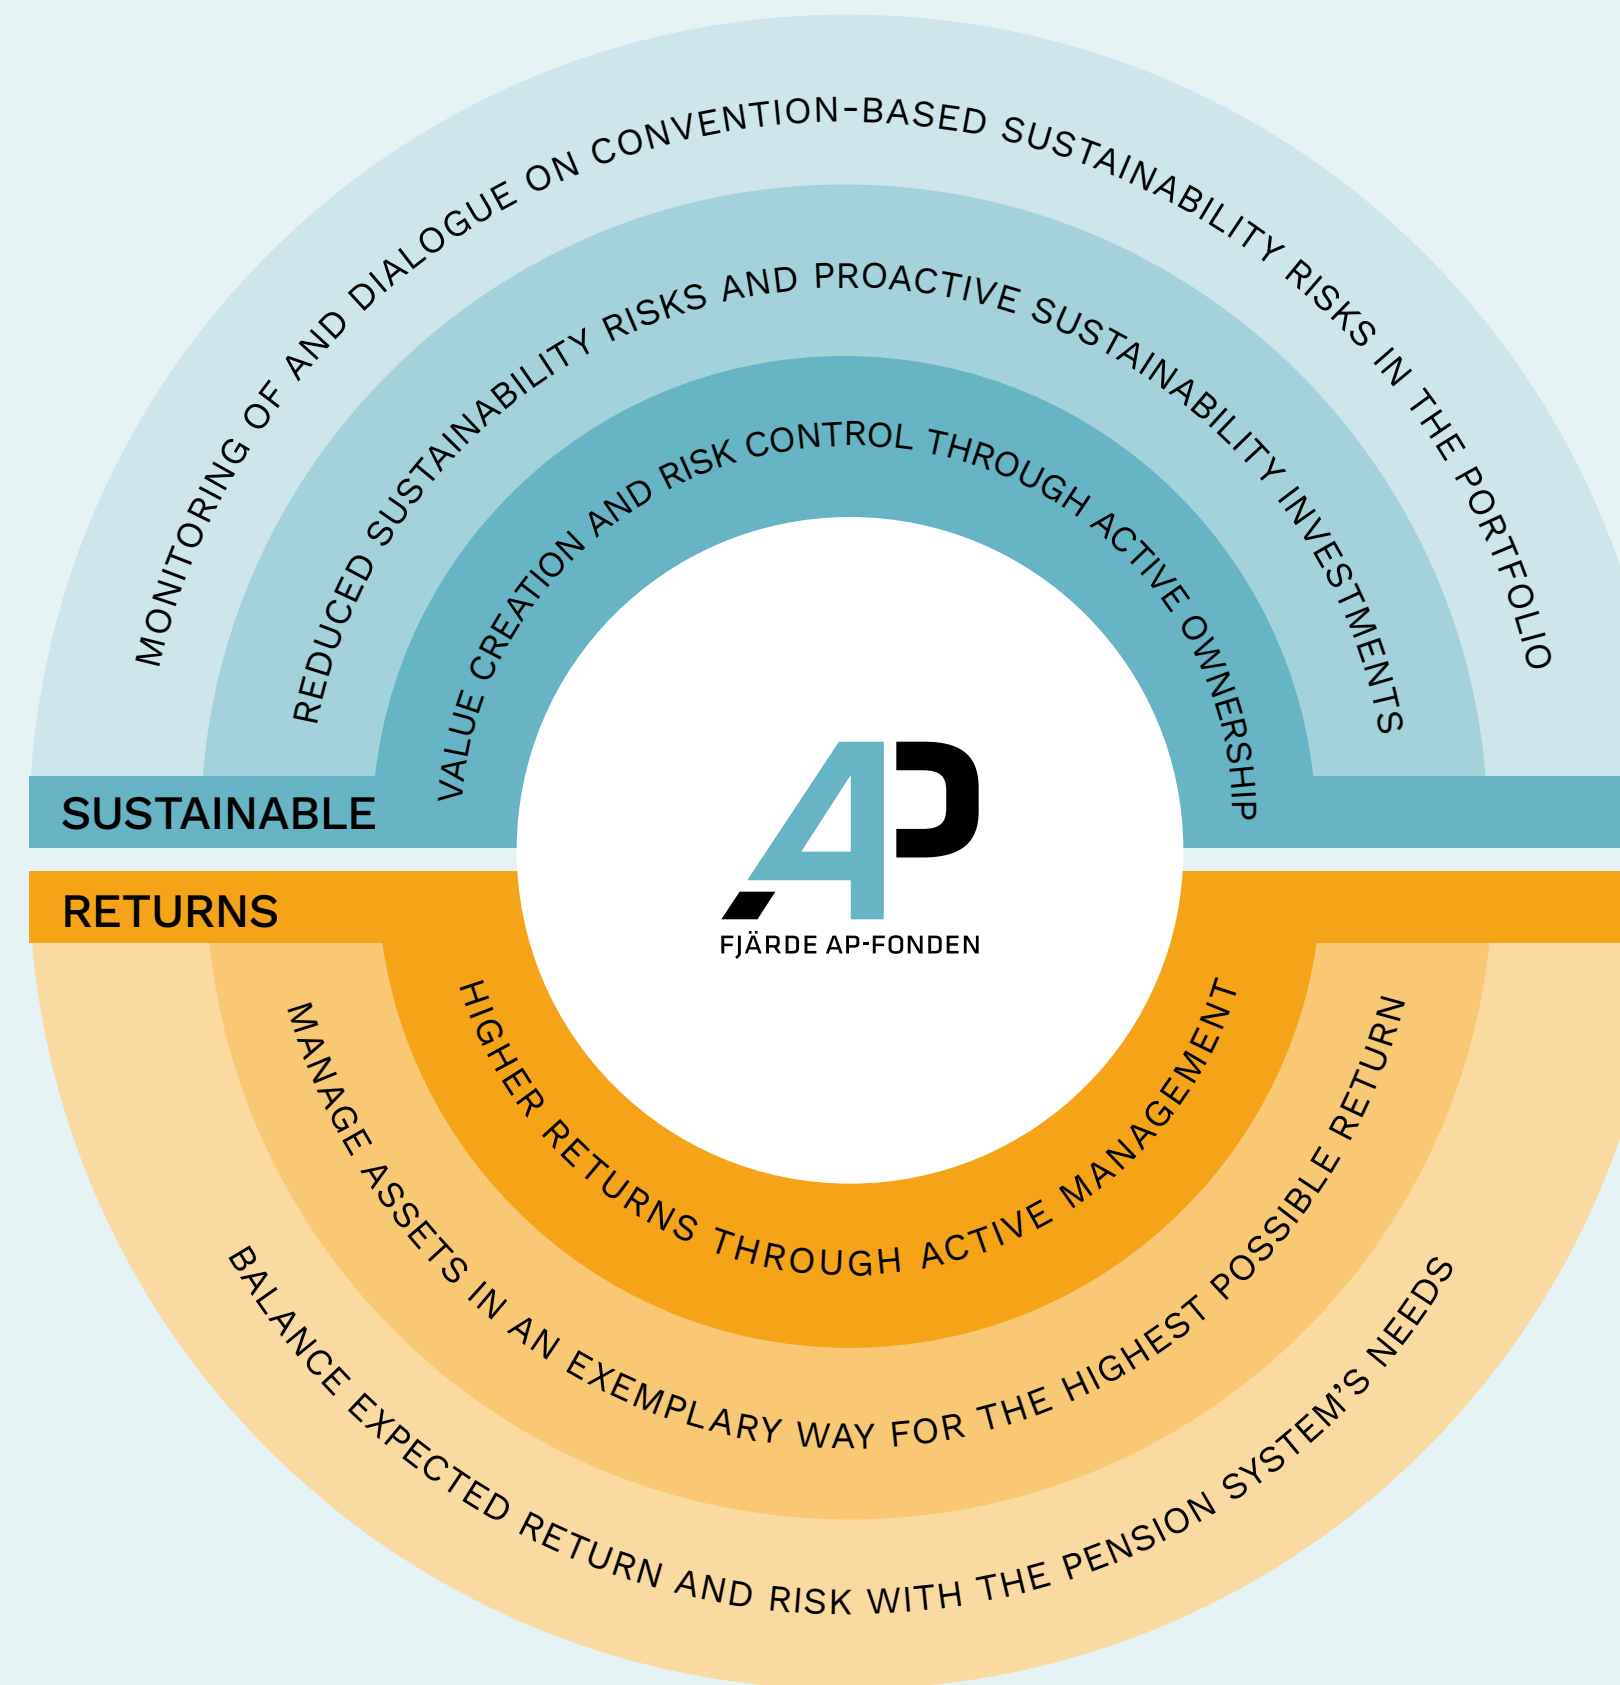 MONITORING OF AND DIALOGUE ON CONVENTION-BASED SUSTAINABILITY RISKS IN THE PORTFOLIO
REDUCED SUSTAINABILITY RISKS AND PROACTIVE SUSTAINABILITY INVESTMENTS
VALUE CREATION AND RISK CONTROL THROUGH ACTIVE OWNERSHIP
SUSTAINABLE
RETURNS
AP
FJÄRDE AP-FONDEN
HIGHER RETURNS THROUGH ACTIVE MANAGEMENT
MANAGE ASSETS IN AN EXEMPLARY WAY FOR THE HIGHEST POSSIBLE RETURN
BALANCE EXPECTED RETURN AND RISK WITH THE PENSION SYSTEM’S NEEDS